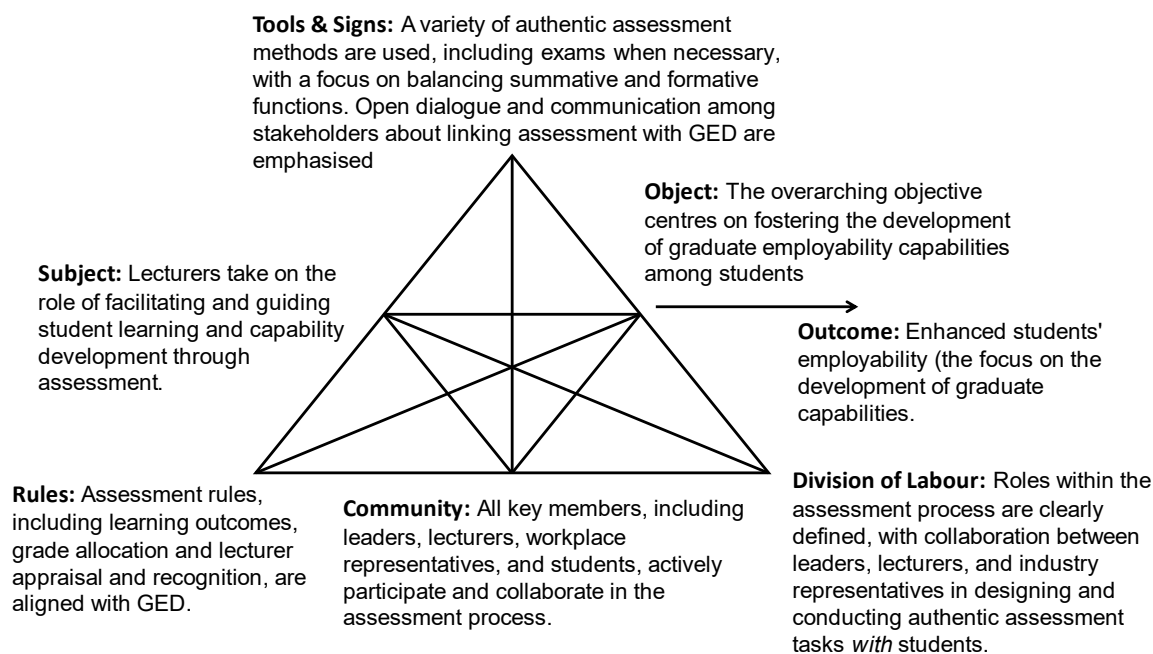 Tools & Signs: A variety of authentic assessment
methods are used, including exams when necessary,
with a focus on balancing summative and formative
functions. Open dialogue and communication among
stakeholders about linking assessment with GED are
emphasised
Object: The overarching objective
centres on fostering the development
of graduate employability capabilities
among students
Subject: Lecturers take on the
role of facilitating and guiding
student learning and capability
development through
assessment.
Outcome: Enhanced students'
employability (the focus on the
development of graduate
capabilities.
Rules: Assessment rules,
including learning outcomes,
grade allocation and lecturer
appraisal and recognition, are
aligned with GED.
Community: All key members, including
leaders, lecturers, workplace
representatives, and students, actively
participate and collaborate in the
assessment process.
Division of Labour: Roles within the
assessment process are clearly
defined, with collaboration between
leaders, lecturers, and industry
representatives in designing and
conducting authentic assessment
tasks with students.